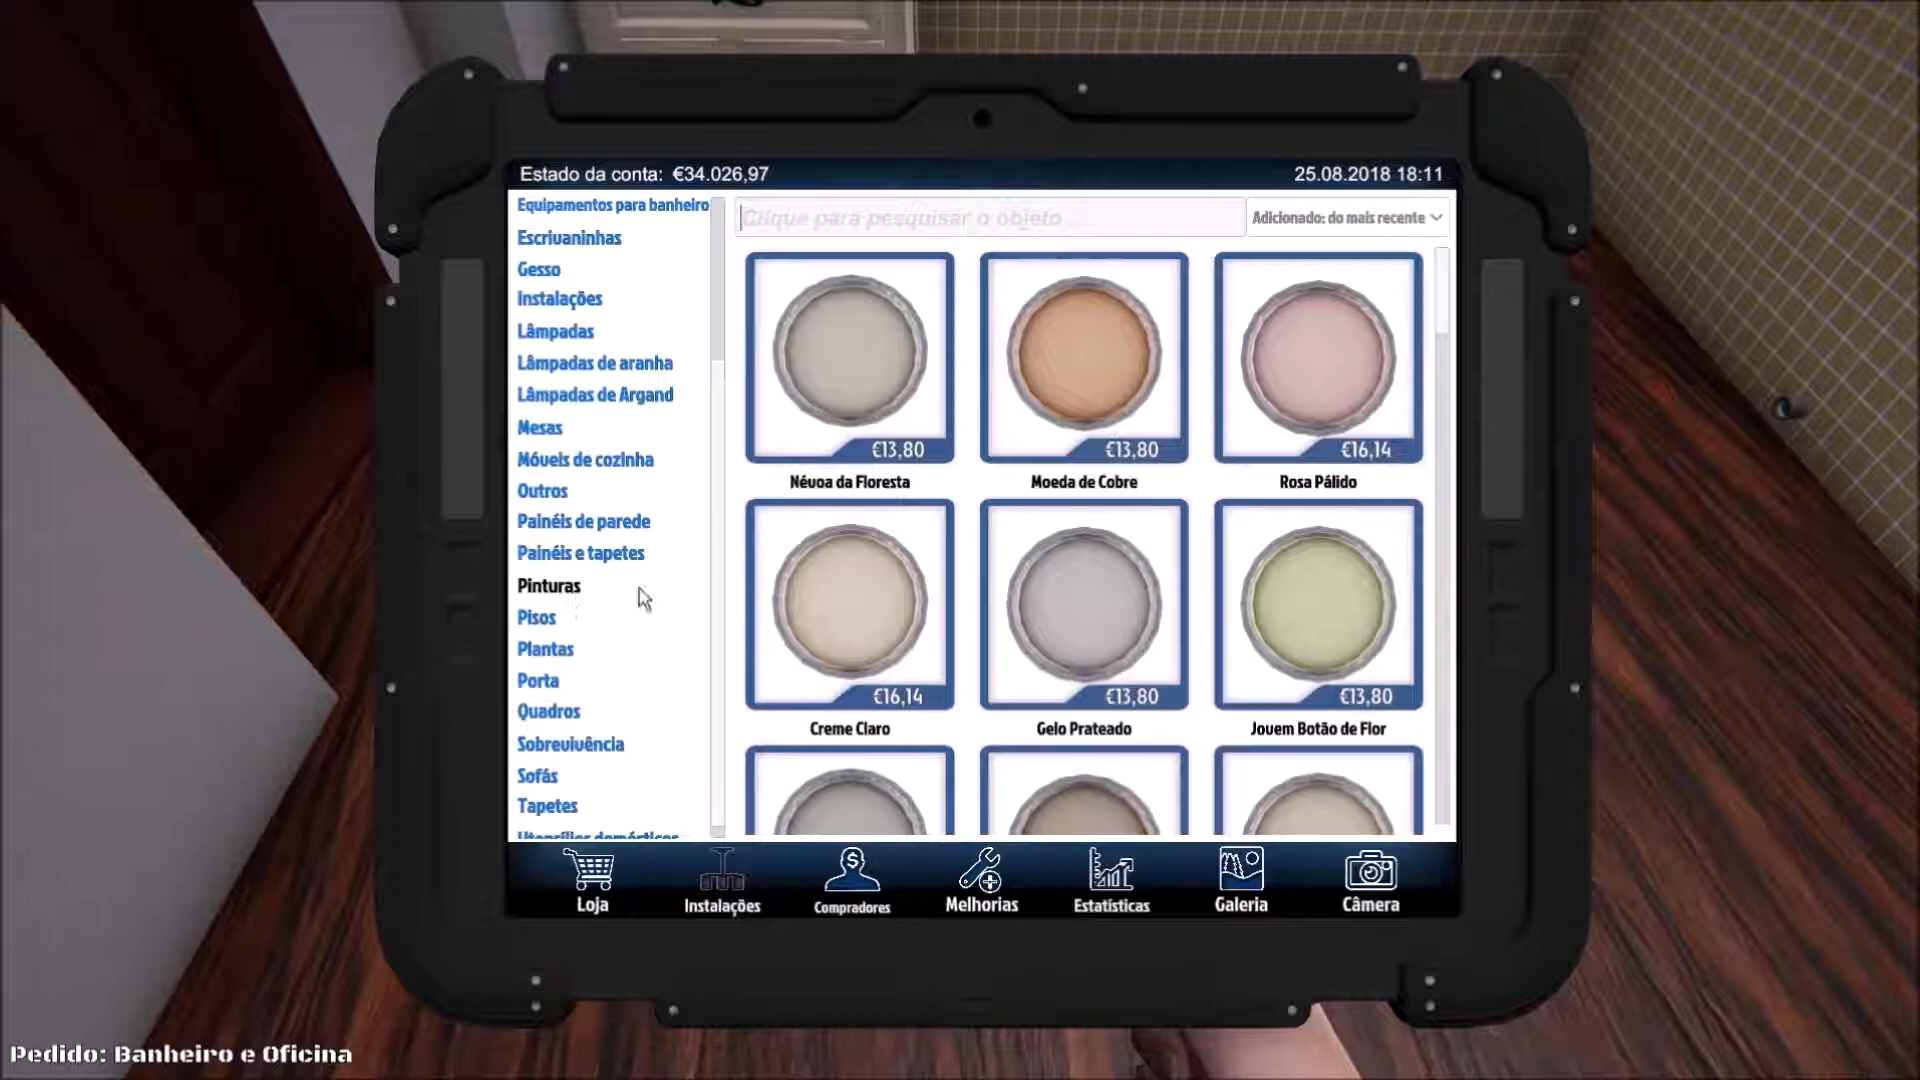 Estado da conta: €34.026,97
25.08.2018 18:11
Equipamentos para banheiro
Escrivaninhas
Gesso
Instalações
Lâmpadas
Lâmpadas de aranha
Lâmpadas de Argand
Mesas
Móveis de cozinha
Outros
Painéis de parede
Painéis e tapetes
Pinturas
Pisos
Plantas
Porta
Quadros
Sobrevivência
Sofás
Tapetes
Utensílios domésticos
Clique para pesquisar o objeto
Adicionado: do mais recente
€13,80
€13,80
€16,14
Névoa da Floresta
Moeda de Cobre
Rosa Pálido
€16,14
€13,80
€13,80
Creme Claro
Gelo Prateado
Jovem Botão de Flor
Loja
Instalações
Compradores
Melhorias
Estatísticas
Galeria
Câmera
Pedido: Banheiro e Oficina